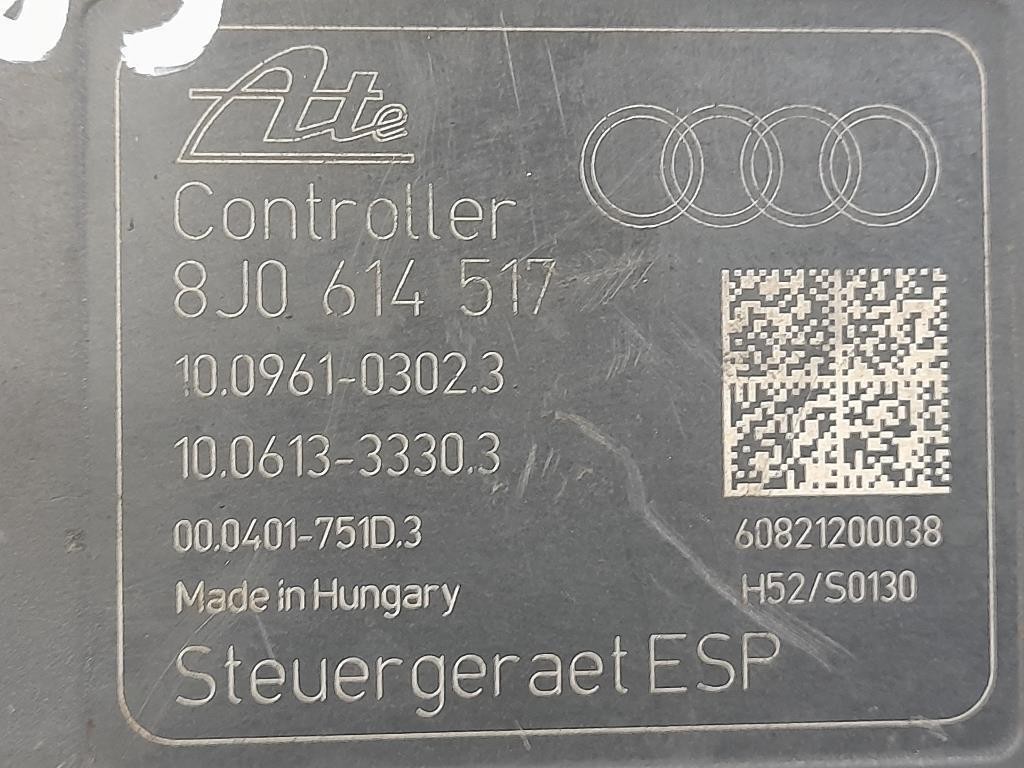 Ate
Controller
8J0 614 517
10.0961-0302.3
10.0613-3330.3
00.0401-751D.3
Made in Hungary
Steuergeraet ESP
60821200038
H52/S0130